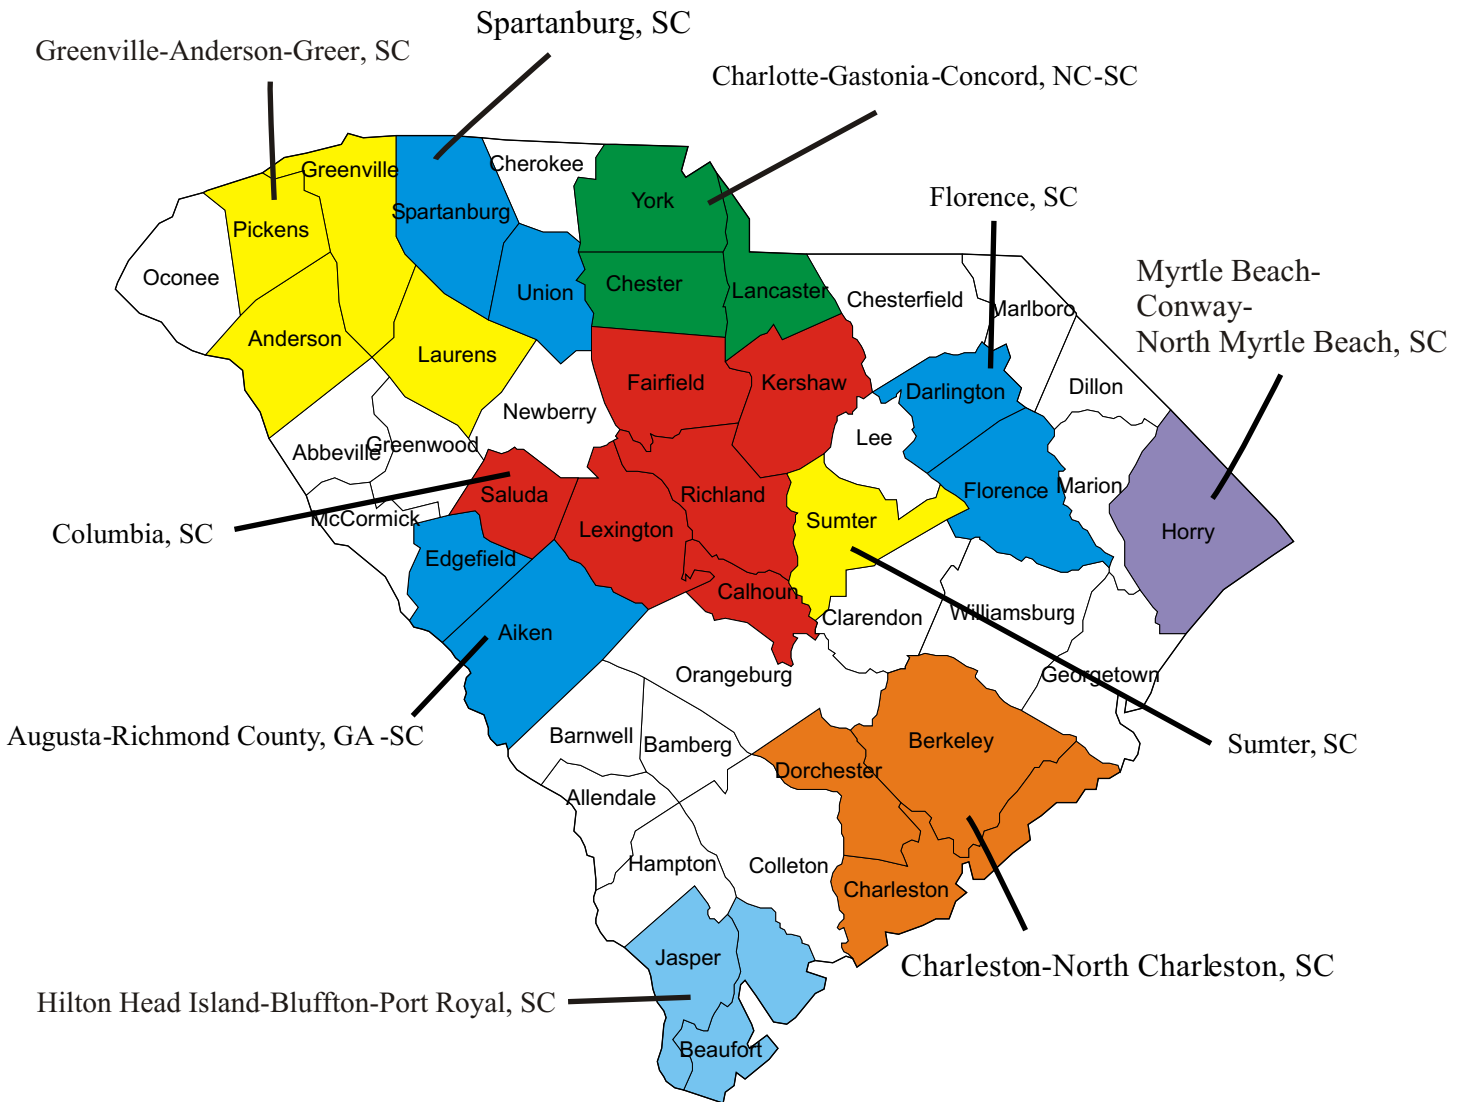 Spartanburg, SC
Greenville-Anderson-Greer, SC
Charlotte-Gastonia-Concord, NC-SC
Cherokee
Greenville
York
Florence, SC
Spartanburg
Pickens
Myrtle Beach-
Conway-
North Myrtle Beach, SC
Oconee
Union
Chester
Lancaster
Chesterfield
Marlboro
Anderson
Laurens
Fairfield
Kershaw
Darlington
Dillon
Newberry
Lee
Abbeville
Greenwood
Saluda
Richland
Florence
Marion
McCormick
Columbia, SC
Lexington
Sumter
Horry
Edgefield
Calhoun
Aiken
Clarendon
Williamsburg
Orangeburg
Georgetown
Augusta-Richmond County, GA -SC
Barnwell
Bamberg
Berkeley
Sumter, SC
Dorchester
Allendale
Hampton
Colleton
Charleston
Jasper
Charleston-North Charleston, SC
Hilton Head Island-Bluffton-Port Royal, SC
Beaufort